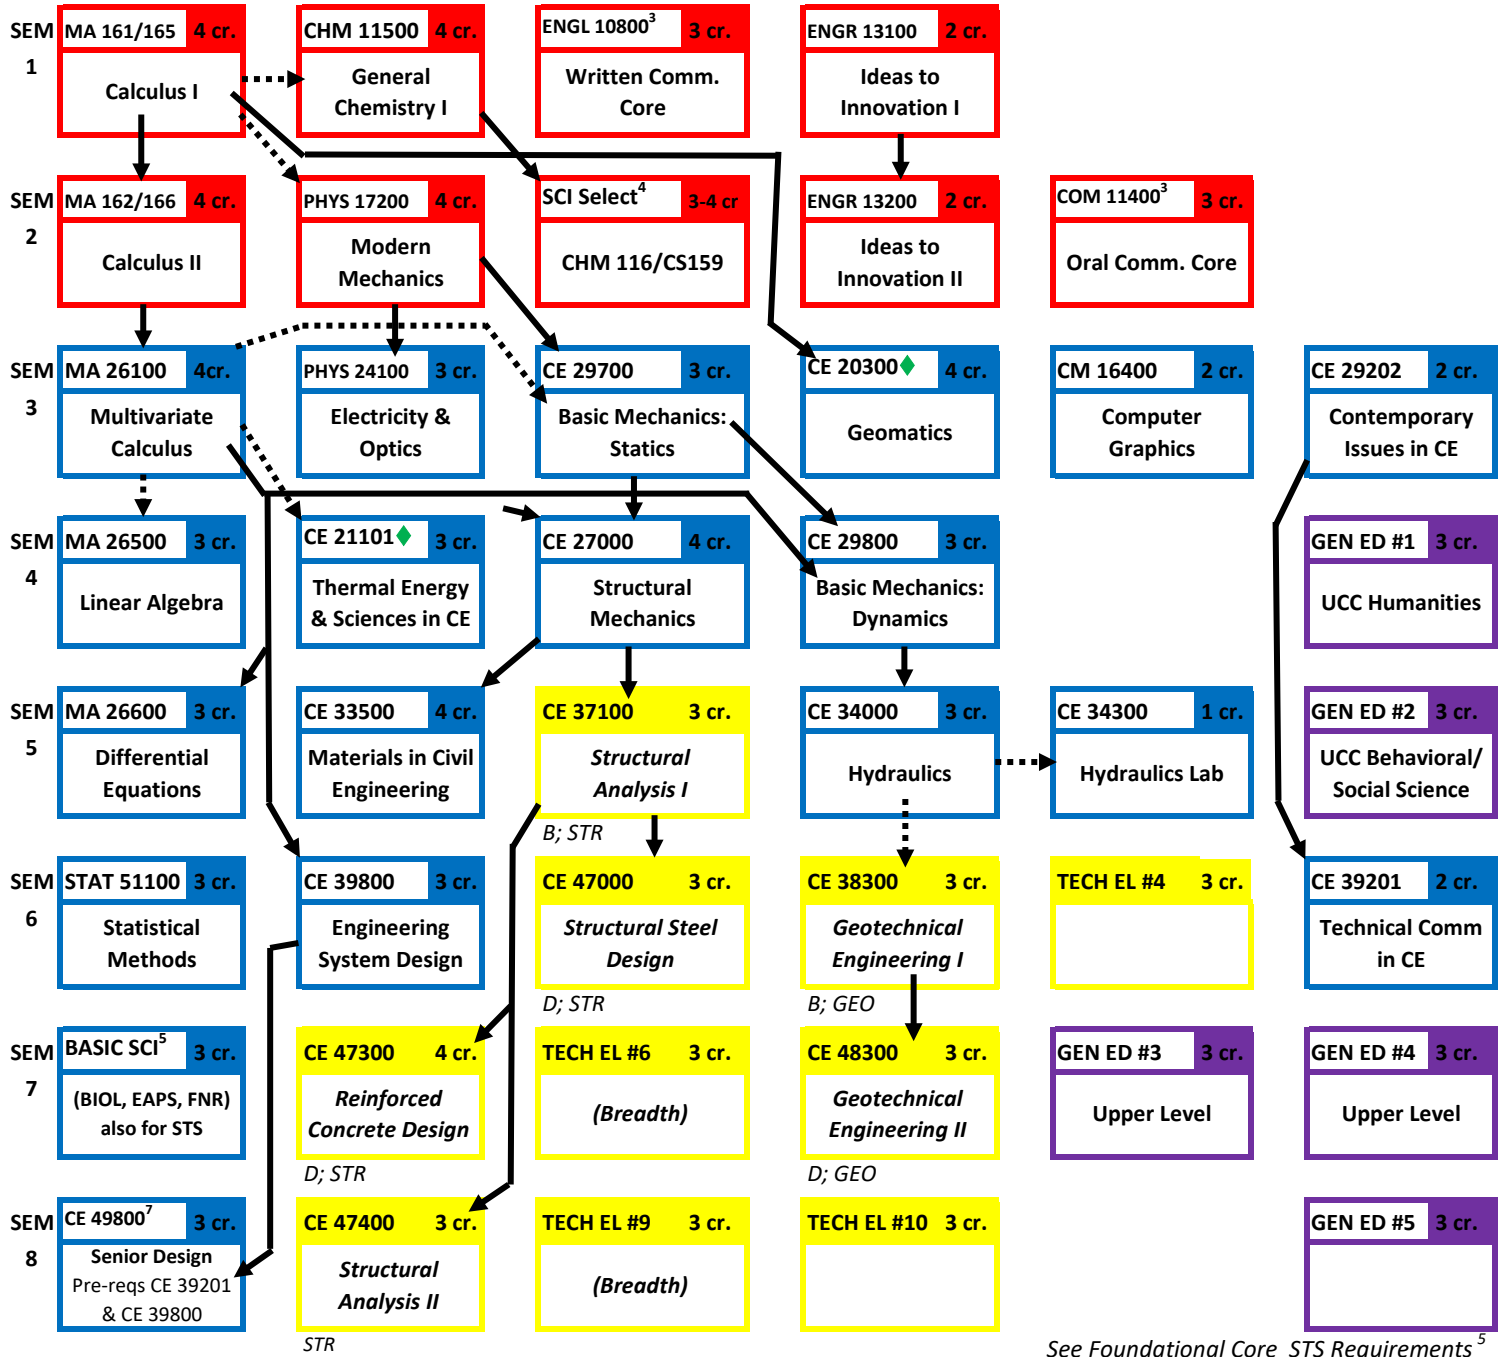 SEM 1
MA 161/165 4 cr.
Calculus I
CHM 11500 4 cr.
General
Chemistry I
ENGL 10800³ 3 cr.
Written Comm.
Core
ENGR 13100 2 cr.
Ideas to
Innovation I
SEM 2
MA 162/166 4 cr.
Calculus II
PHYS 17200 4 cr.
Modern
Mechanics
SCI Select⁴ 3-4 cr
CHM 116/CS159
ENGR 13200 2 cr.
Ideas to
Innovation II
COM 11400³ 3 cr.
Oral Comm. Core
SEM 3
MA 26100 4cr.
Multivariate
Calculus
PHYS 24100 3 cr.
Electricity &
Optics
CE 29700 3 cr.
Basic Mechanics:
Statics
CE 20300♦ 4 cr.
Geomatics
CM 16400 2 cr.
Computer
Graphics
CE 29202 2 cr.
Contemporary
Issues in CE
SEM 4
MA 26500 3 cr.
Linear Algebra
CE 21101♦ 3 cr.
Thermal Energy
& Sciences in CE
CE 27000 4 cr.
Structural
Mechanics
CE 29800 3 cr.
Basic Mechanics:
Dynamics
GEN ED #1 3 cr.
UCC Humanities
SEM 5
MA 26600 3 cr.
Differential
Equations
CE 33500 4 cr.
Materials in Civil
Engineering
CE 37100 3 cr.
Structural
Analysis I
B; STR
CE 34000 3 cr.
Hydraulics
CE 34300 1 cr.
Hydraulics Lab
GEN ED #2 3 cr.
UCC Behavioral/
Social Science
SEM 6
STAT 51100 3 cr.
Statistical
Methods
CE 39800 3 cr.
Engineering
System Design
CE 47000 3 cr.
Structural Steel
Design
D; STR
CE 38300 3 cr.
Geotechnical
Engineering I
B; GEO
TECH EL #4 3 cr.
CE 39201 2 cr.
Technical Comm
in CE
SEM 7
BASIC SCI⁵ 3 cr.
(BIOL, EAPS, FNR)
also for STS
CE 47300 4 cr.
Reinforced
Concrete Design
D; STR
TECH EL #6 3 cr.
(Breadth)
CE 48300 3 cr.
Geotechnical
Engineering II
D; GEO
GEN ED #3 3 cr.
Upper Level
GEN ED #4 3 cr.
Upper Level
SEM 8
CE 49800⁷ 3 cr.
Senior Design
Pre-reqs CE 39201
& CE 39800
CE 47400 3 cr.
Structural
Analysis II
STR
TECH EL #9 3 cr.
(Breadth)
TECH EL #10 3 cr.
GEN ED #5 3 cr.
See Foundational Core STS Requirements ⁵